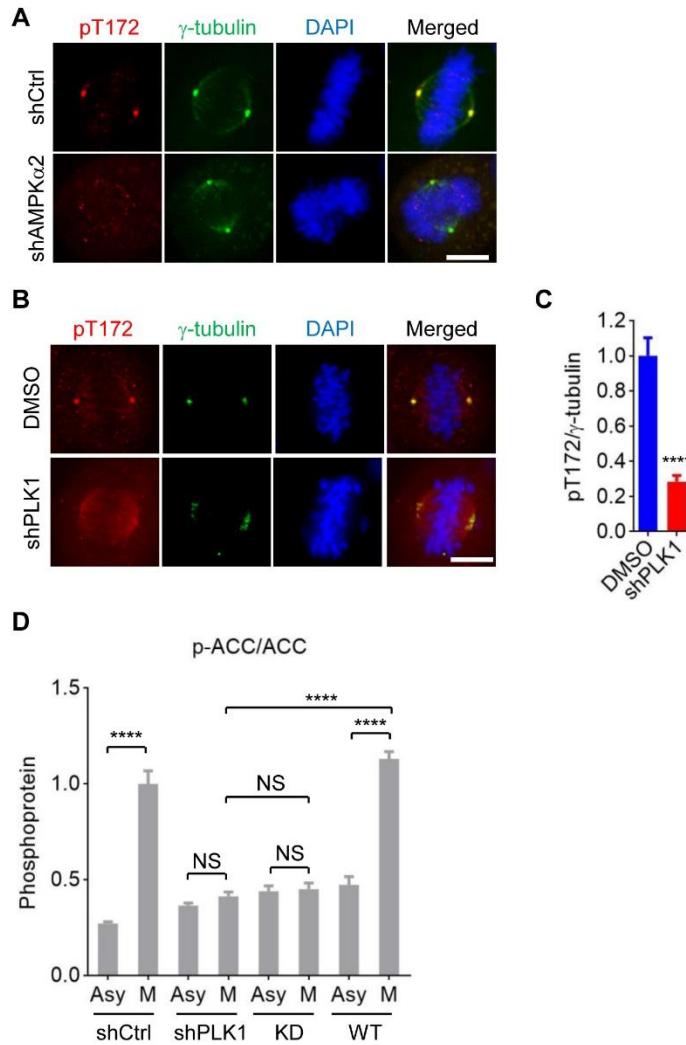 A
pT172 γ-tubulin DAPI Merged
shCtrl
shAMPKα2
B
pT172 γ-tubulin DAPI Merged
DMSO
shPLK1
C
pT172/γ-tubulin
1.2
1.0
0.8
0.6
0.4
0.2
0.0
****
DMSO
shPLK1
D
p-ACC/ACC
Phosphoprotein
1.5
1.0
0.5
0.0
****
NS
NS
NS
****
****
Asy M Asy M Asy M Asy M
shCtrl shPLK1 KD WT